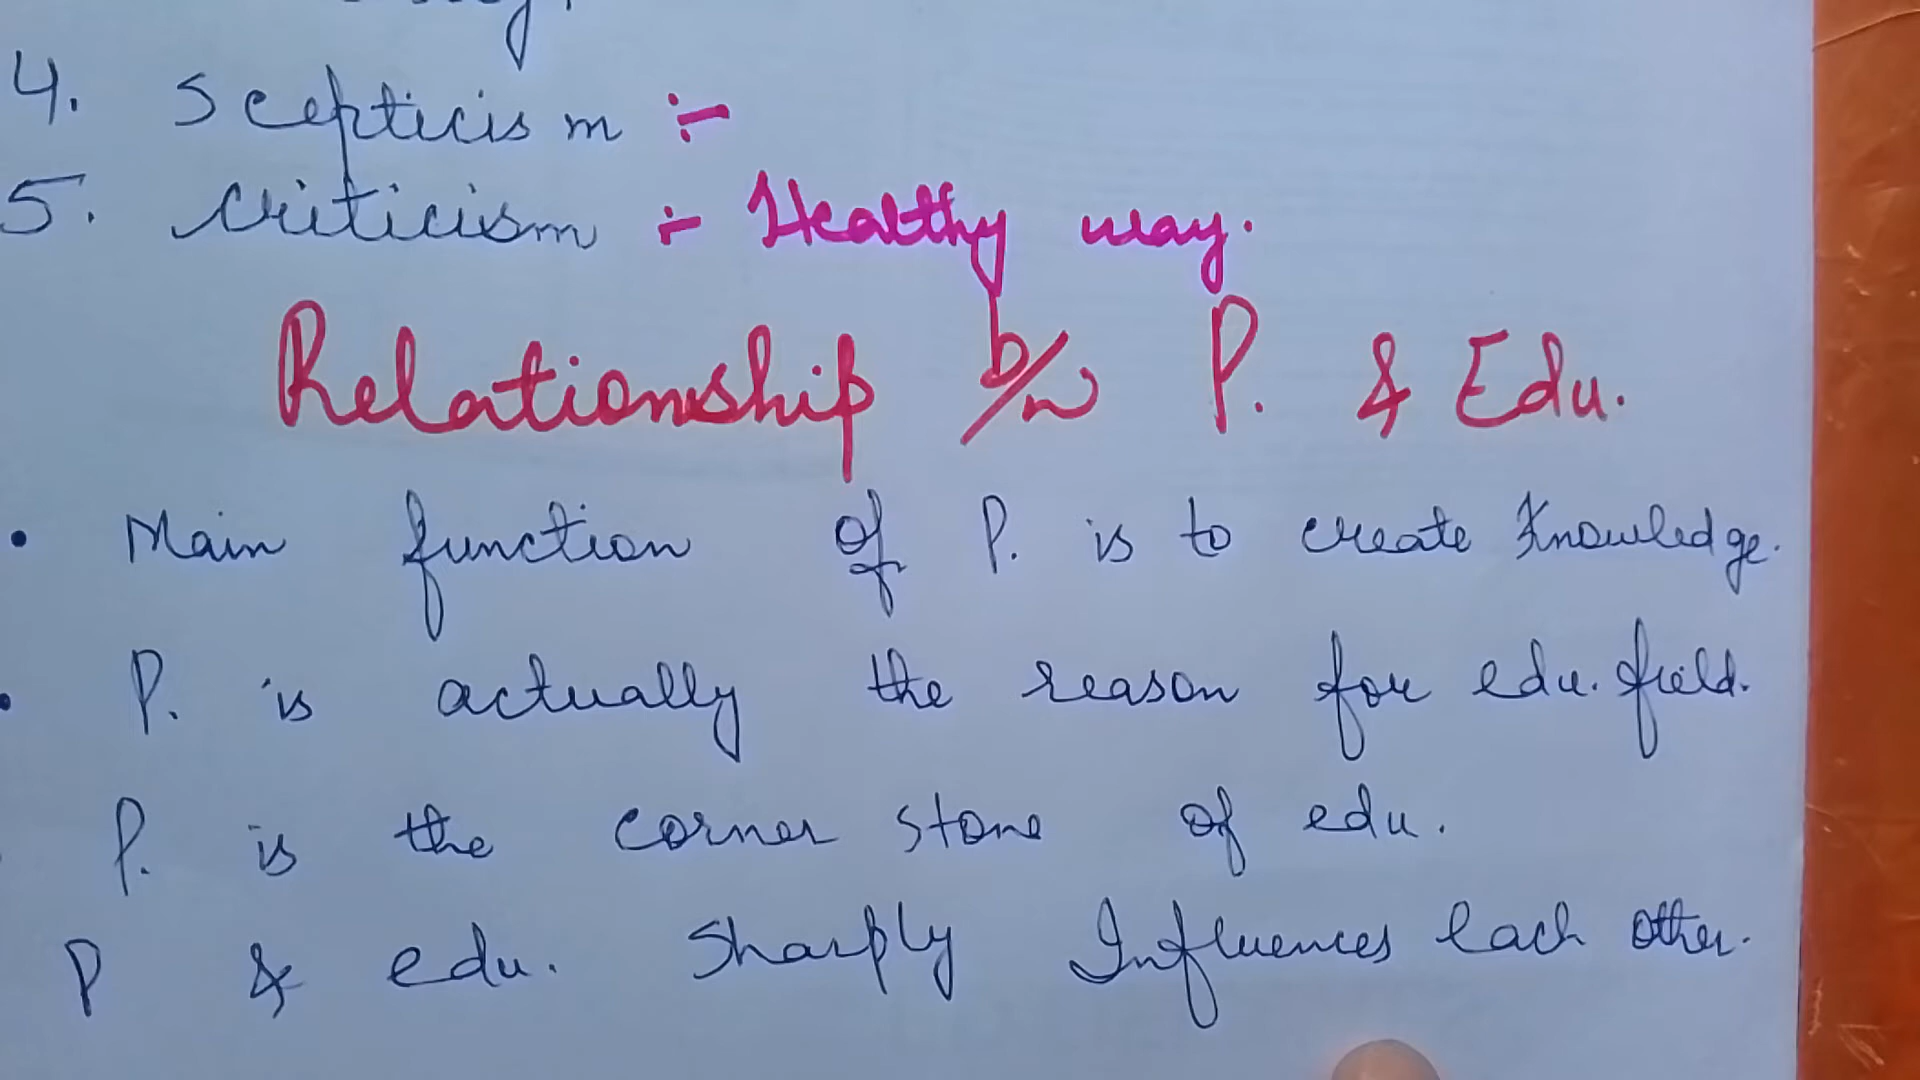 4. Scepticism :-
5. Criticism :- Healthy way.
Relationship b/w P. & Edu.
• Main function of P. is to create Knowledge.
• P. is actually the reason for edu. field.
P. is the corner stone of edu.
P & edu. Sharply Influences each other.